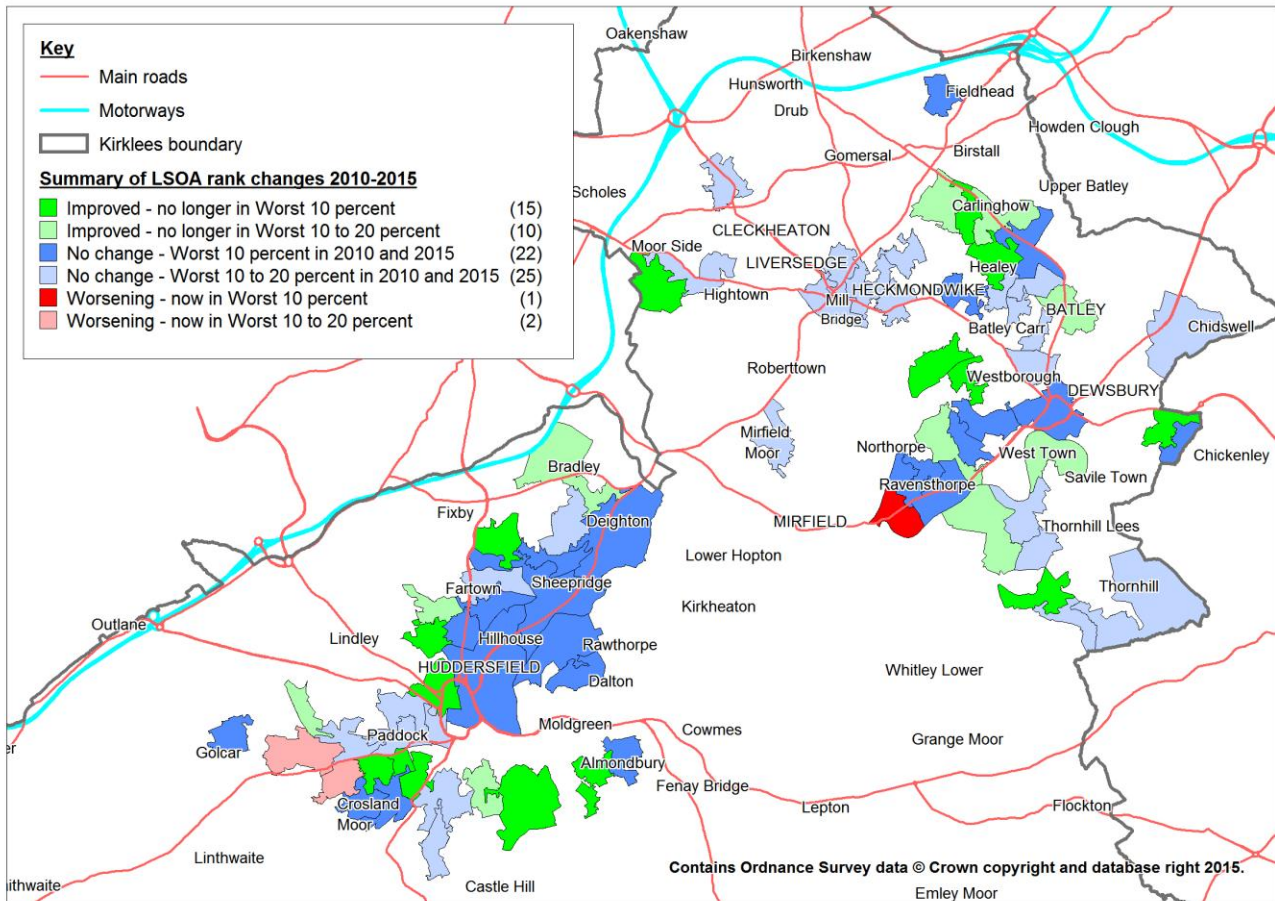 Key
Main roads
Motorways
Kirklees boundary
Summary of LSOA rank changes 2010-2015
Improved - no longer in Worst 10 percent (15)
Improved - no longer in Worst 10 to 20 percent (10)
No change - Worst 10 percent in 2010 and 2015 (22)
No change - Worst 10 to 20 percent in 2010 and 2015 (25)
Worsening - now in Worst 10 percent (1)
Worsening - now in Worst 10 to 20 percent (2)
Oakenshaw
Birkenshaw
Hunsworth
Fieldhead
Drub
Howden Clough
Gomersal
Birstall
Scholes
Upper Batley
Carlinghow
CLECKHEATON
Moor Side
LIVERSEDGE
Healey
Hightown
Mill
Bridge
HECKMONDWIKE
BATLEY
Batley Carr
Chidswell
Roberttown
Westborough
DEWSBURY
Mirfield
Moor
Northorpe
West Town
Chickenley
Bradley
Ravensthorpe
Savile Town
Fixby
Deighton
MIRFIELD
Thornhill Lees
Lower Hopton
Fartown
Sheepridge
Thornhill
Kirkheaton
Outlane
Lindley
Hillhouse
Rawthorpe
HUDDERSFIELD
Dalton
Whitley Lower
Moldgreen
Cowmes
Paddock
Grange Moor
Golcar
er
Almondbury
Fenay Bridge
Crosland
Moor
Lepton
Flockton
Linthwaite
ithwaite
Castle Hill
Contains Ordnance Survey data © Crown copyright and database right 2015.
Emley Moor